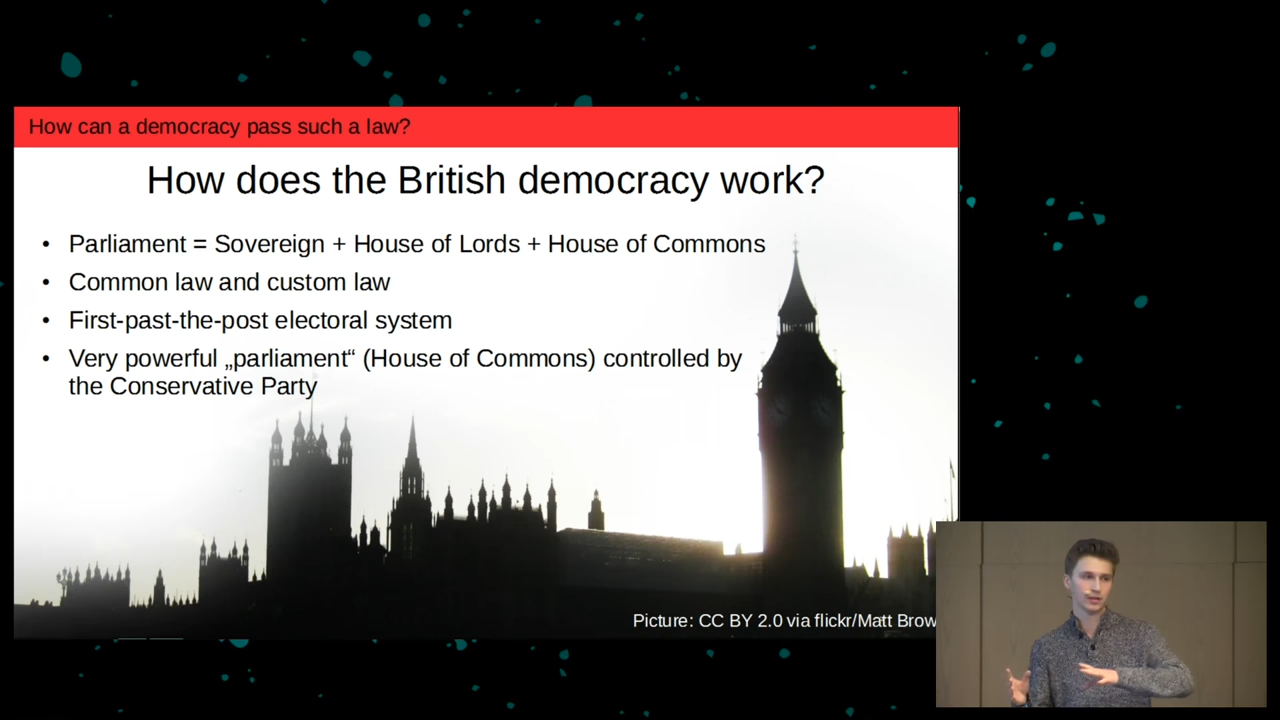 How can a democracy pass such a law?
How does the British democracy work?
• Parliament = Sovereign + House of Lords + House of Commons
• Common law and custom law
• First-past-the-post electoral system
• Very powerful „parliament“ (House of Commons) controlled by
the Conservative Party
Picture: CC BY 2.0 via flickr/Matt Brow